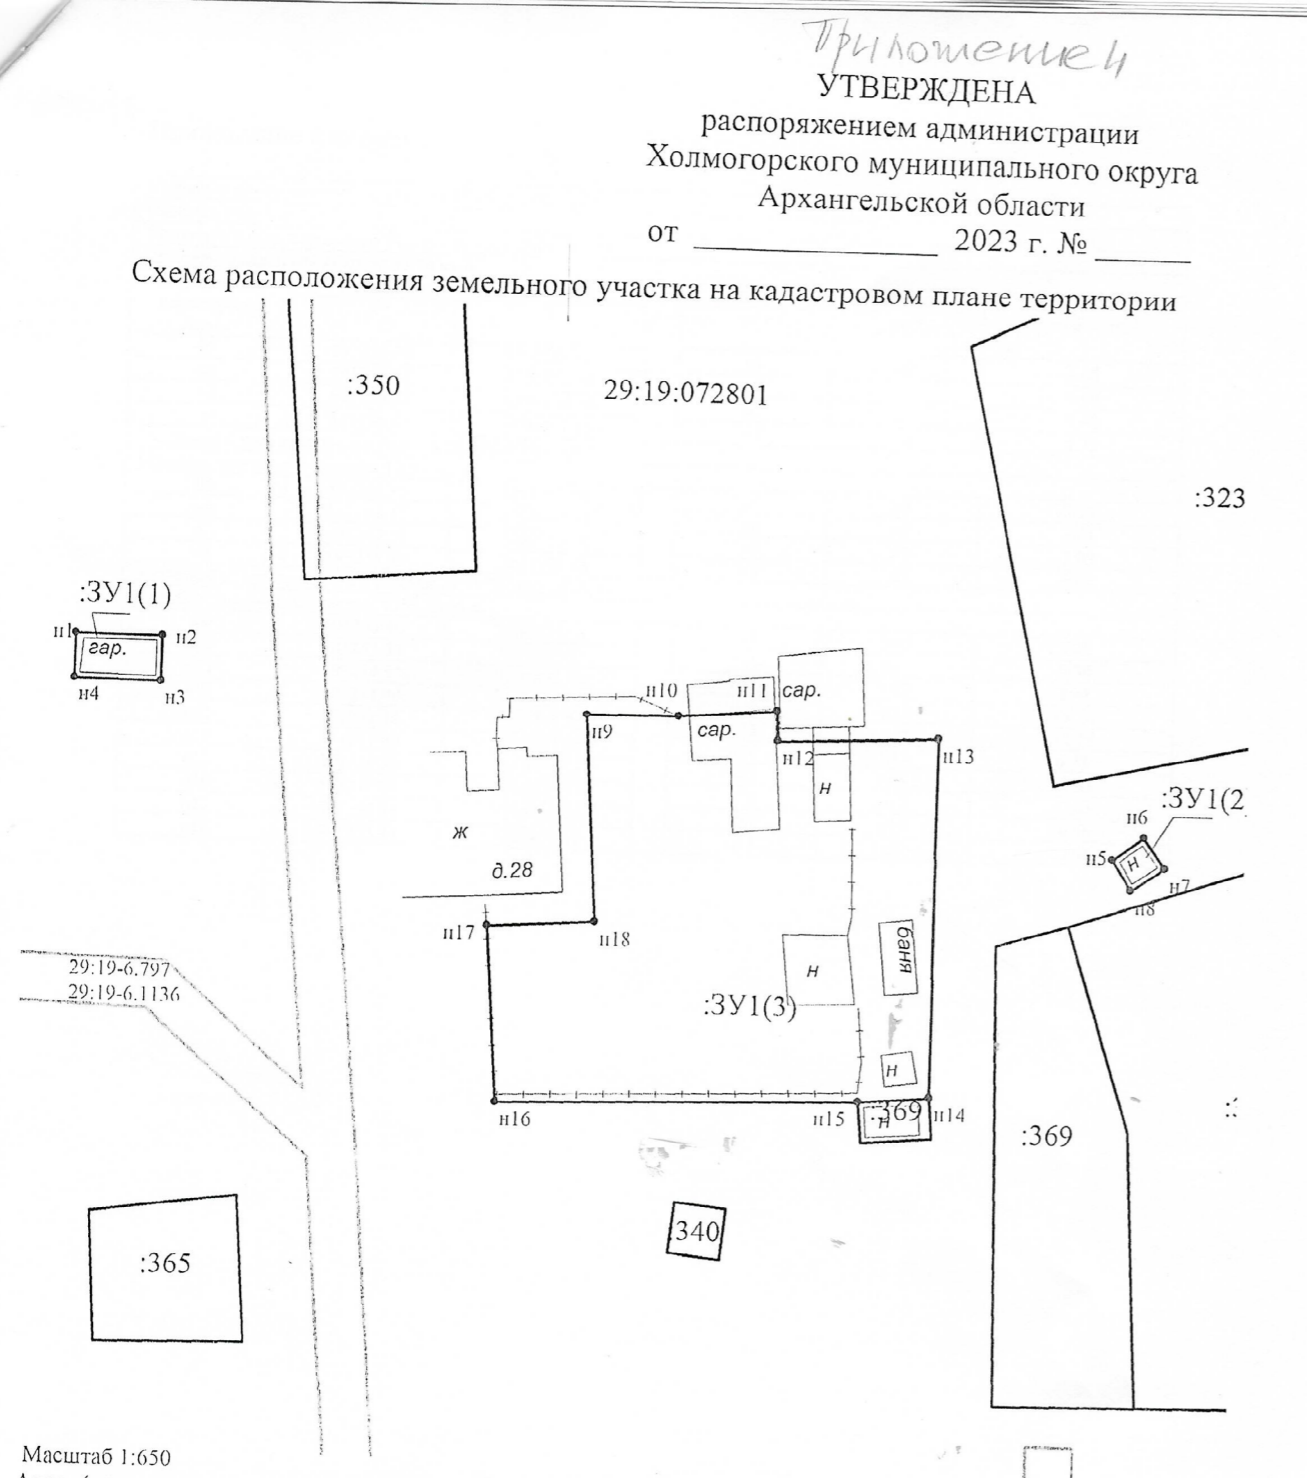 Приложение 4
УТВЕРЖДЕНА
распоряжением администрации
Холмогорского муниципального округа
Архангельской области
от ________ 2023 г. № ____
Схема расположения земельного участка на кадастровом плане территории
:350
29:19:072801
:323
:ЗУ1(1)
н1
н2
гар.
н4
н3
н10
н11
сар.
н9
сар.
н12
н13
н
:ЗУ1(2
н6
н5
н
н7
н8
ж
д.28
н17
н18
баня
29:19-6.797
29:19-6.1136
н
:ЗУ1(3)
н
н16
н15
:369
н
н14
:369
340
:365
Масштаб 1:650